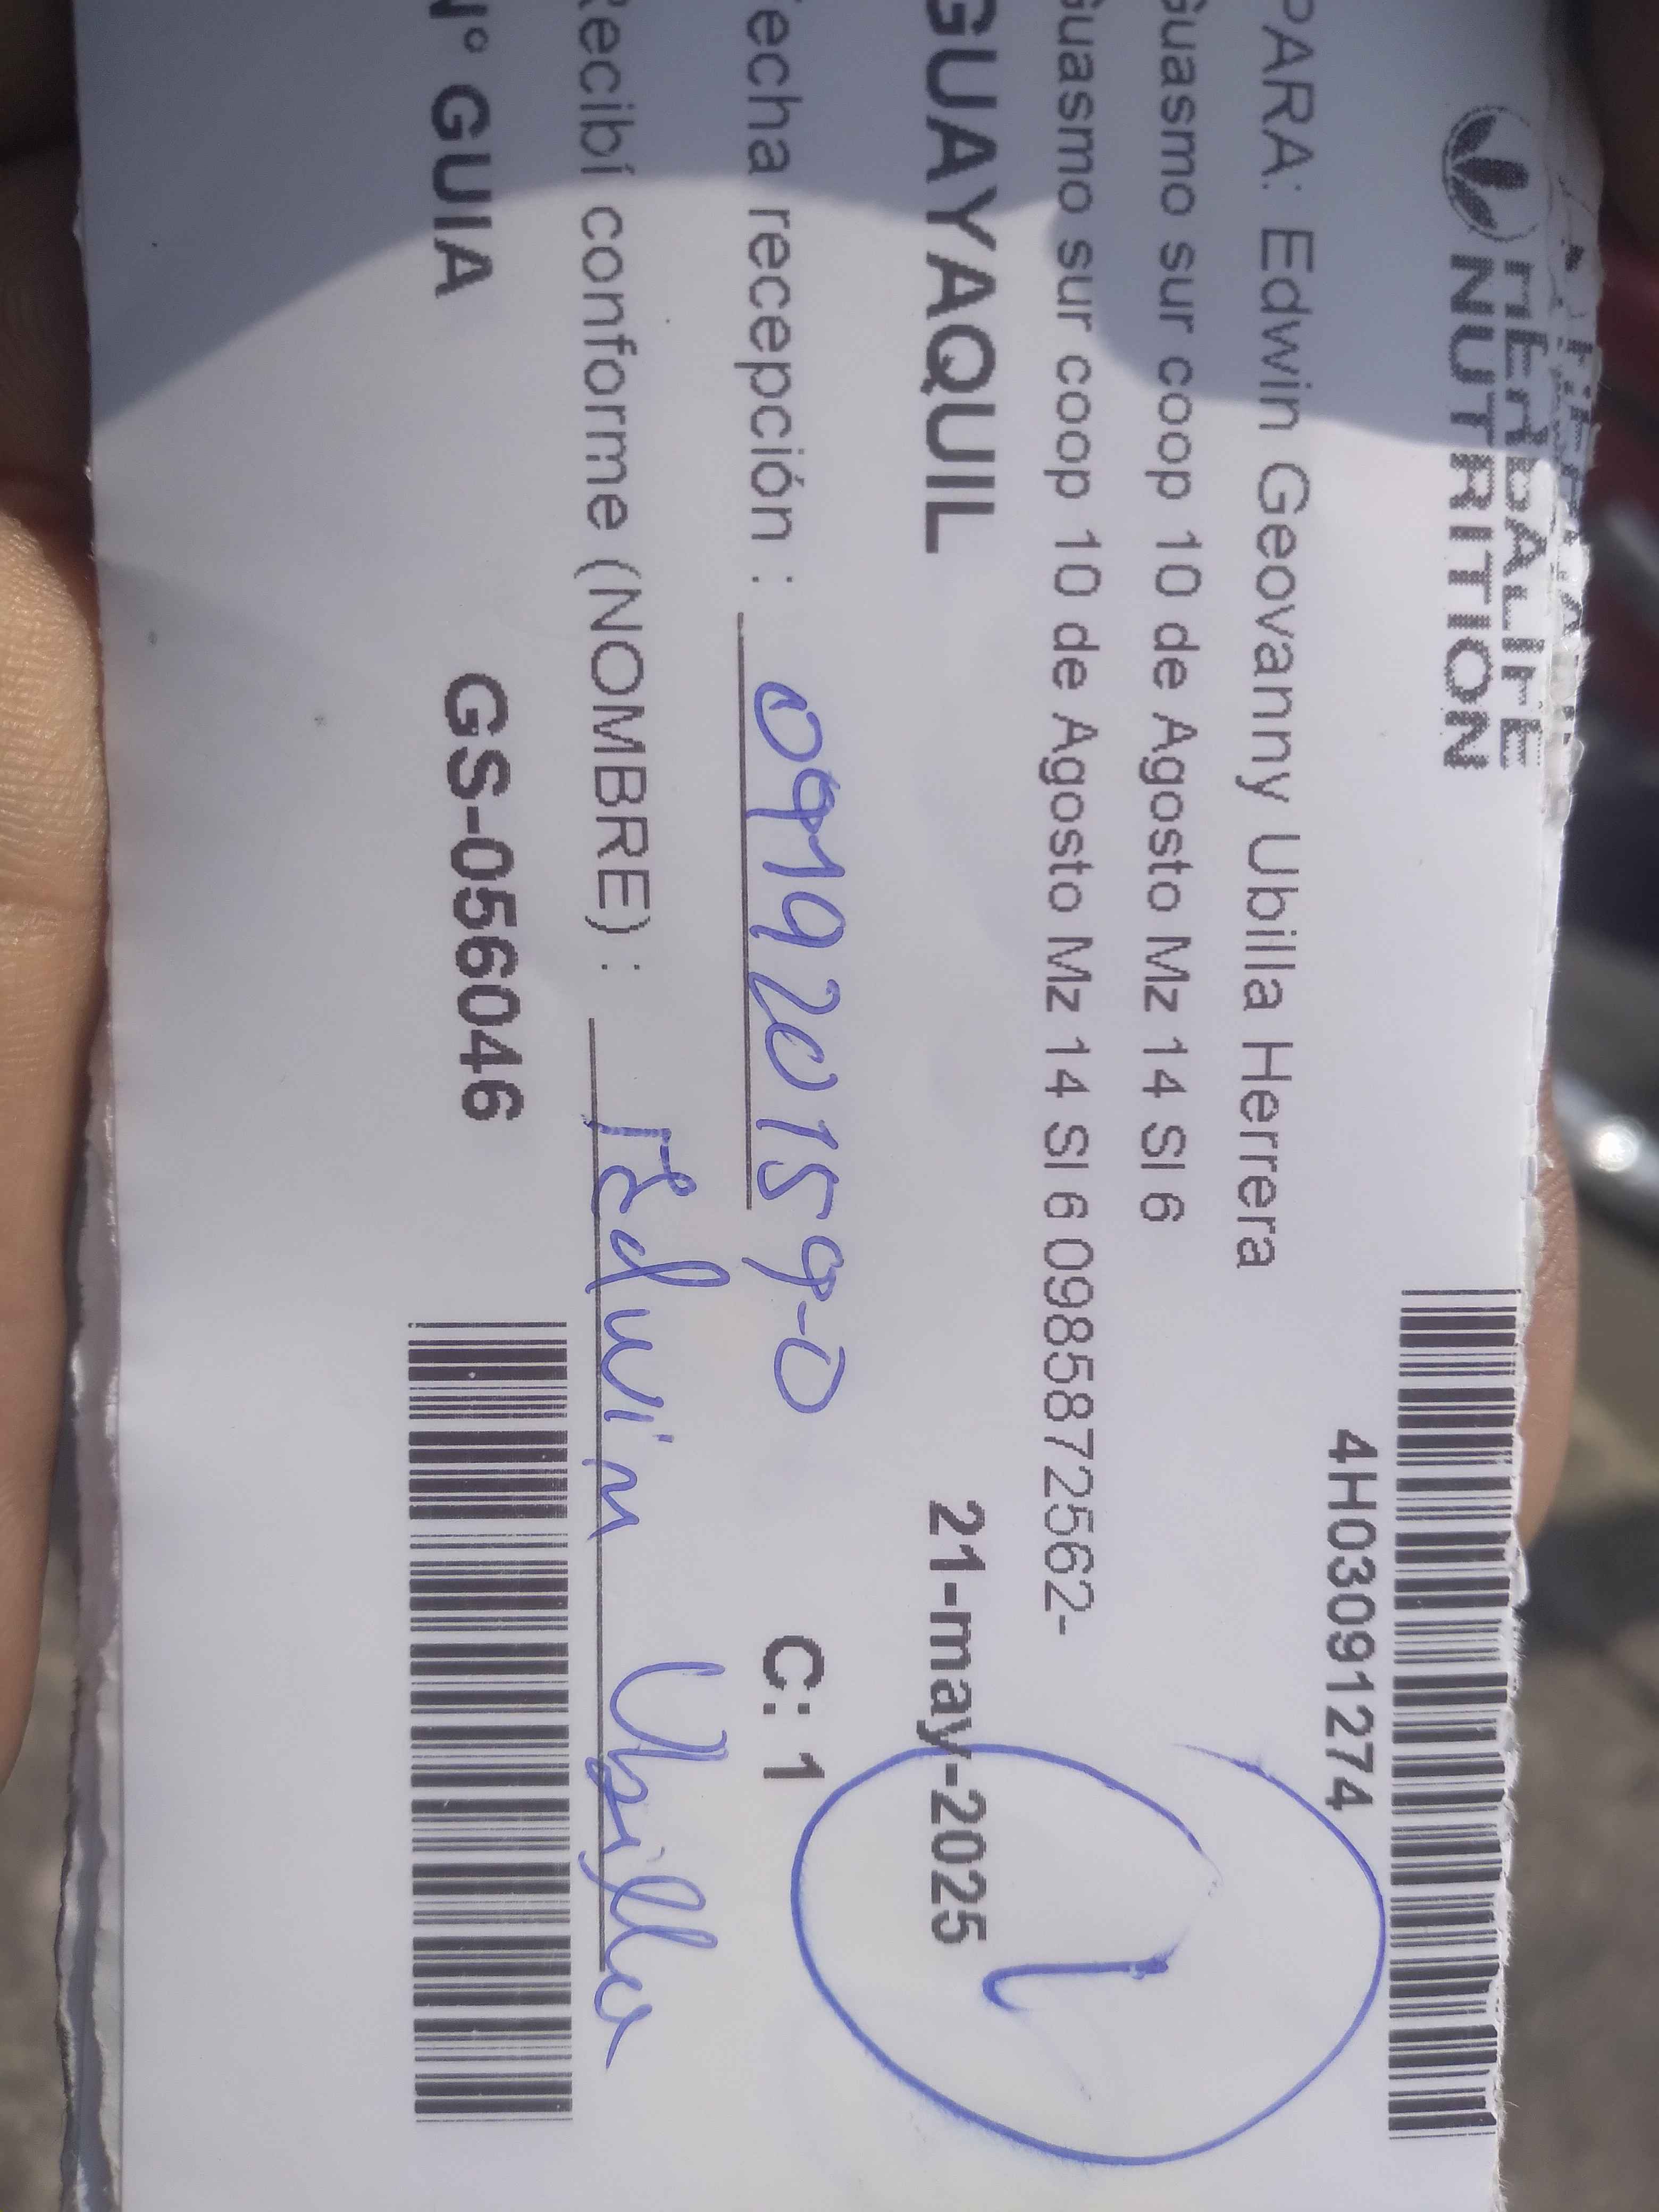 HERBALIFE
NUTRITION
4H03091274
PARA: Edwin Geovanny Ubilla Herrera
Guasmo sur coop 10 de Agosto Mz 14 Sl 6
Guasmo sur coop 10 de Agosto Mz 14 Sl 6 0985872562-
GUAYAQUIL 21-may-2025
Fecha recepción : 091920159-0 C: 1
Recibí conforme (NOMBRE) : Edwin Ubilla
N° GUIA GS-056046